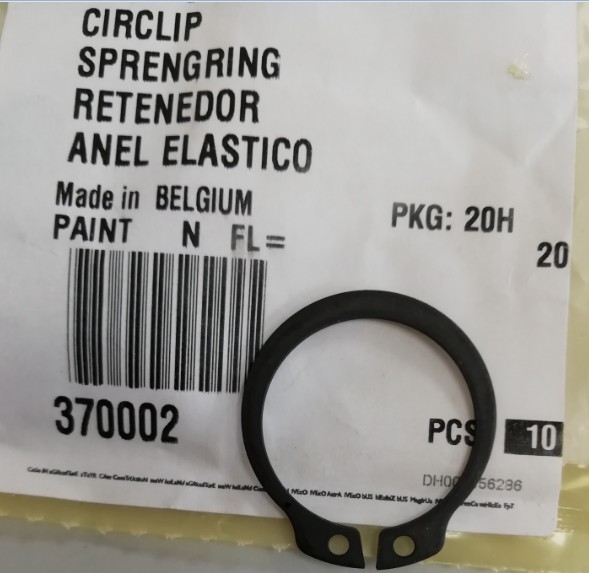 CIRCLIP
SPRENGRING
RETENEDOR
ANEL ELASTICO
Made in BELGIUM
PKG: 20H
PAINT N FL=
20
370002
PCS 10